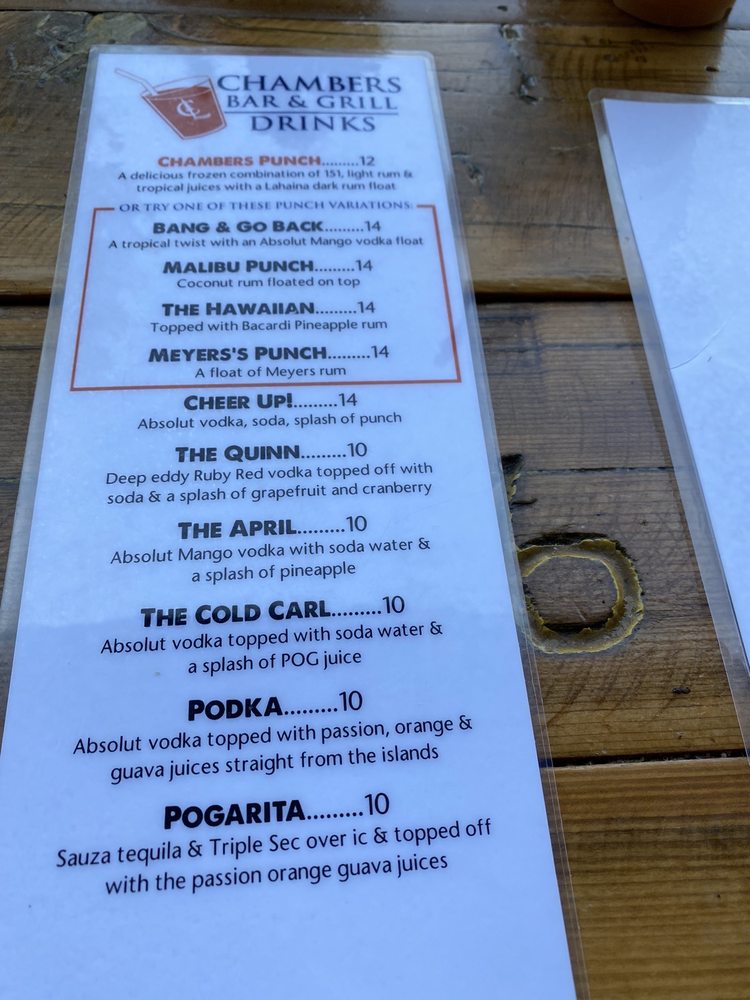 CHAMBERS
BAR & GRILL
DRINKS
CHAMBERS PUNCH.........12
A delicious frozen combination of 151, light rum &
tropical juices with a Lahaina dark rum float
OR TRY ONE OF THESE PUNCH VARIATIONS:
BANG & GO BACK.........14
A tropical twist with an Absolut Mango vodka float
MALIBU PUNCH.........14
Coconut rum floated on top
THE HAWAIIAN.........14
Topped with Bacardi Pineapple rum
MEYERS'S PUNCH.........14
A float of Meyers rum
CHEER UP!.........14
Absolut vodka, soda, splash of punch
THE QUINN.........10
Deep eddy Ruby Red vodka topped off with
soda & a splash of grapefruit and cranberry
THE APRIL.........10
Absolut Mango vodka with soda water &
a splash of pineapple
THE COLD CARL.........10
Absolut vodka topped with soda water &
a splash of POG juice
PODKA.........10
Absolut vodka topped with passion, orange &
guava juices straight from the islands
POGARITA.........10
Sauza tequila & Triple Sec over ic & topped off
with the passion orange guava juices